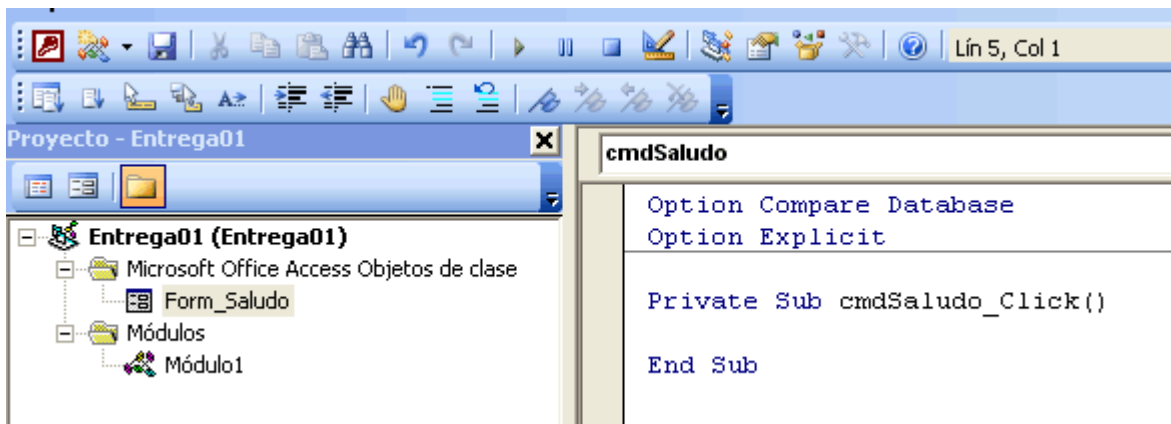 Lín 5, Col 1
Proyecto - Entrega01
Entrega01 (Entrega01)
Microsoft Office Access Objetos de clase
Form_Saludo
Módulos
Módulo1
cmdSaludo
Option Compare Database
Option Explicit
Private Sub cmdSaludo_Click()
End Sub